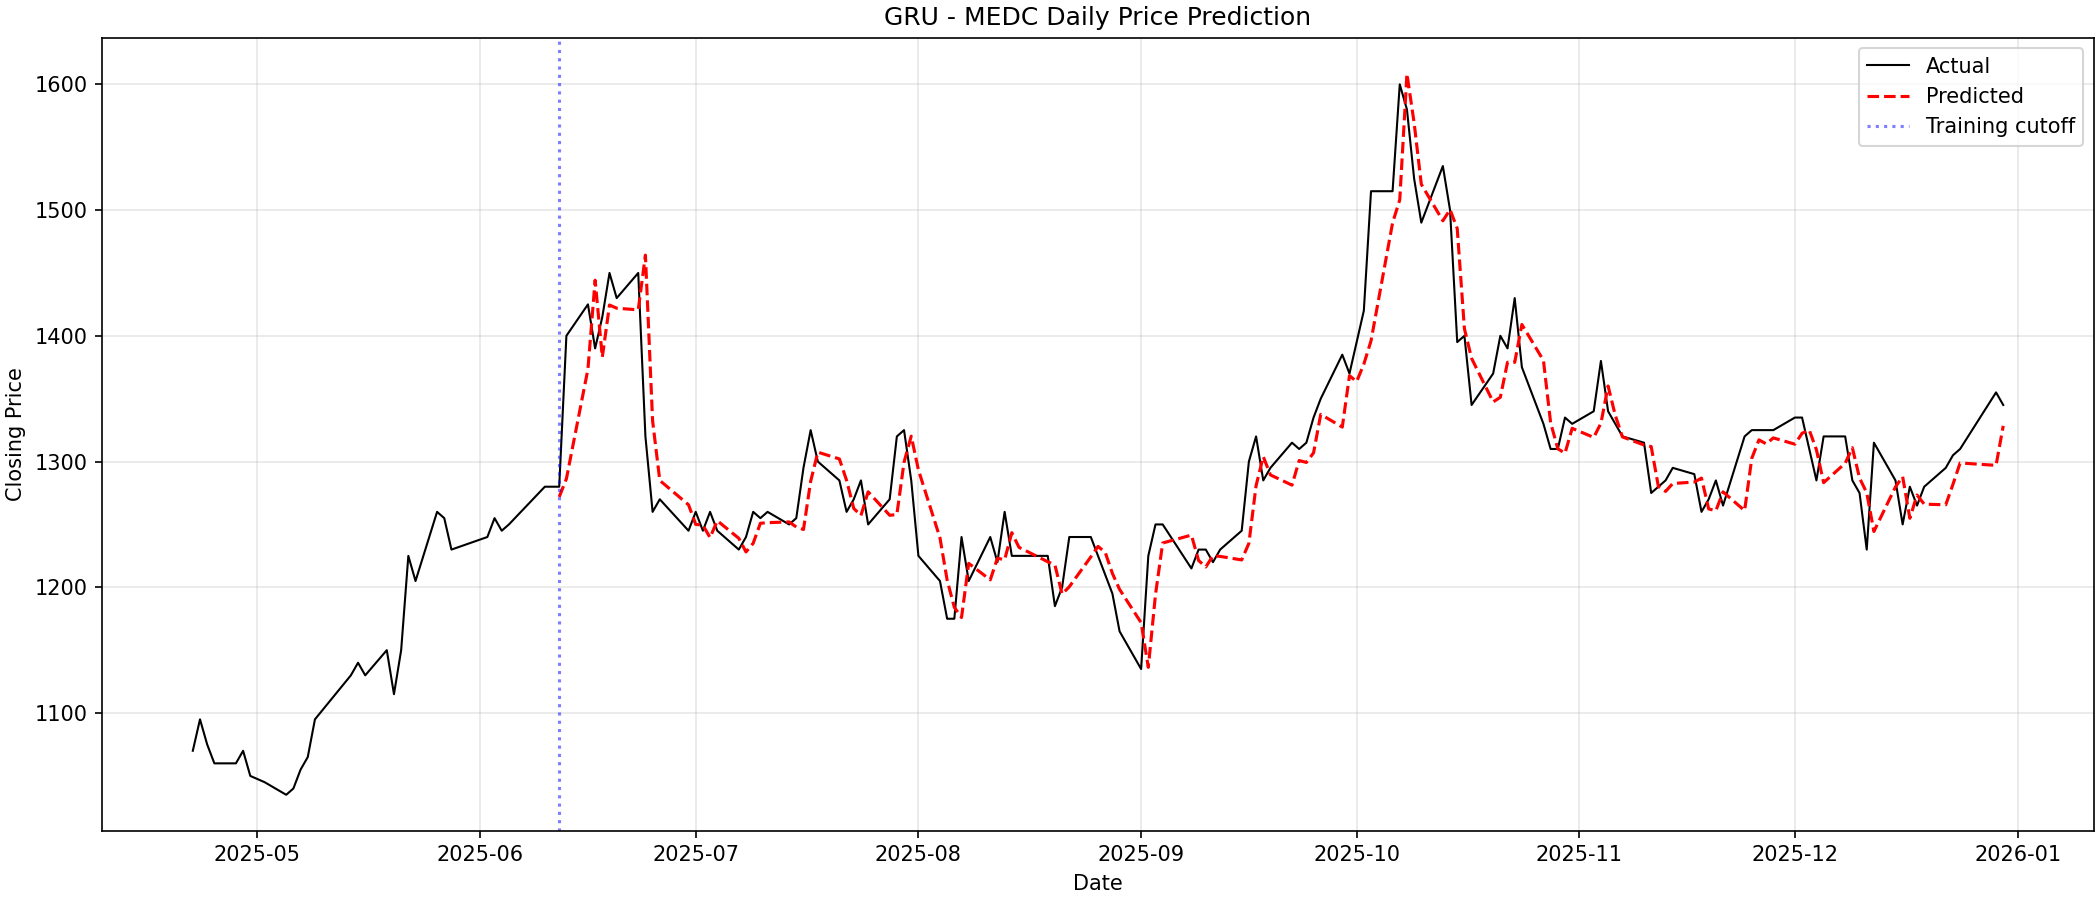 GRU - MEDC Daily Price Prediction
Actual
Predicted
Training cutoff
Closing Price
1600
1500
1400
1300
1200
1100
2025-05
2025-06
2025-07
2025-08
2025-09
2025-10
2025-11
2025-12
2026-01
Date